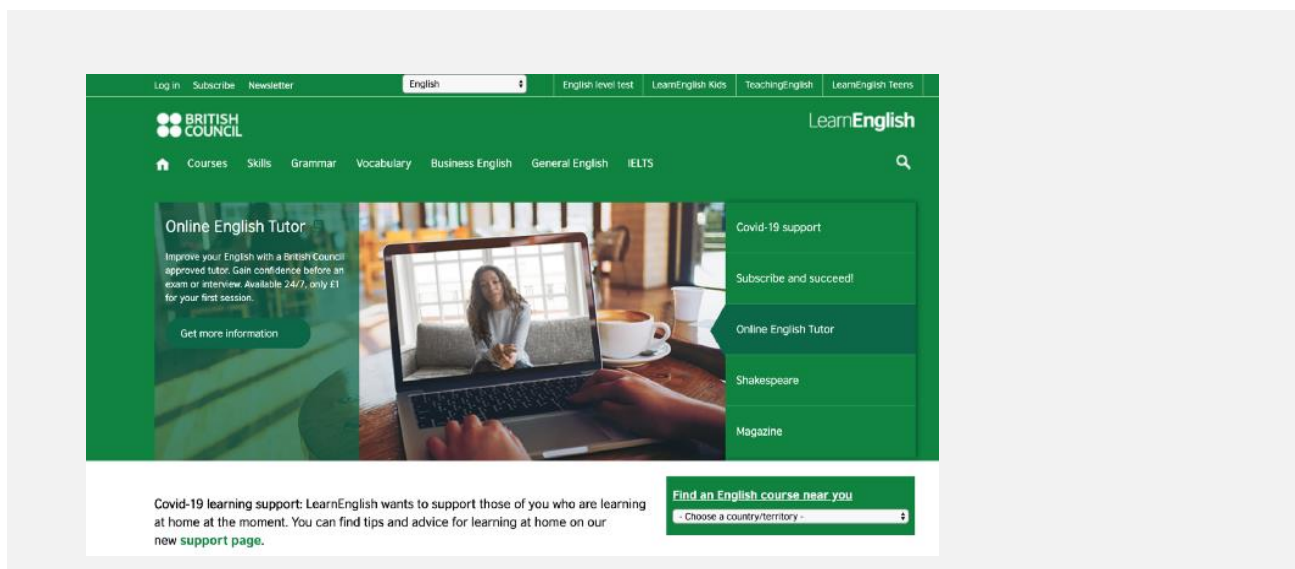 Log in Subscribe Newsletter English English level test LearnEnglish Kids TeachingEnglish LearnEnglish Teens
BRITISH
COUNCIL
LearnEnglish
Courses Skills Grammar Vocabulary Business English General English IELTS
Online English Tutor
Improve your English with a British Council
approved tutor. Gain confidence before an
exam or interview. Available 24/7, only £1
for your first session.
Get more information
Covid-19 support
Subscribe and succeed!
Online English Tutor
Shakespeare
Magazine
Covid-19 learning support: LearnEnglish wants to support those of you who are learning
at home at the moment. You can find tips and advice for learning at home on our
new support page.
Find an English course near you
- Choose a country/territory -